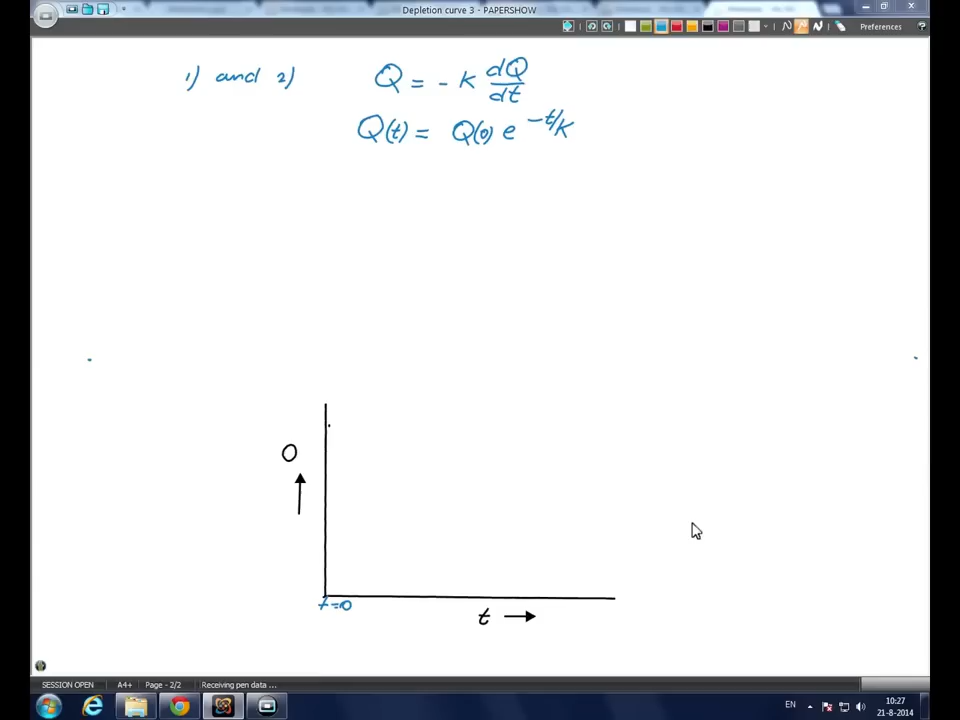 Depletion curve 3 - PAPERSHOW
Preferences
1) and 2) Q = - K dQ/dt
Q(t) = Q(0) e^-t/K
O
t=0
t →
SESSION OPEN A4+ Page - 2/2 Receiving pen data ...
EN 10:27
21-8-2014